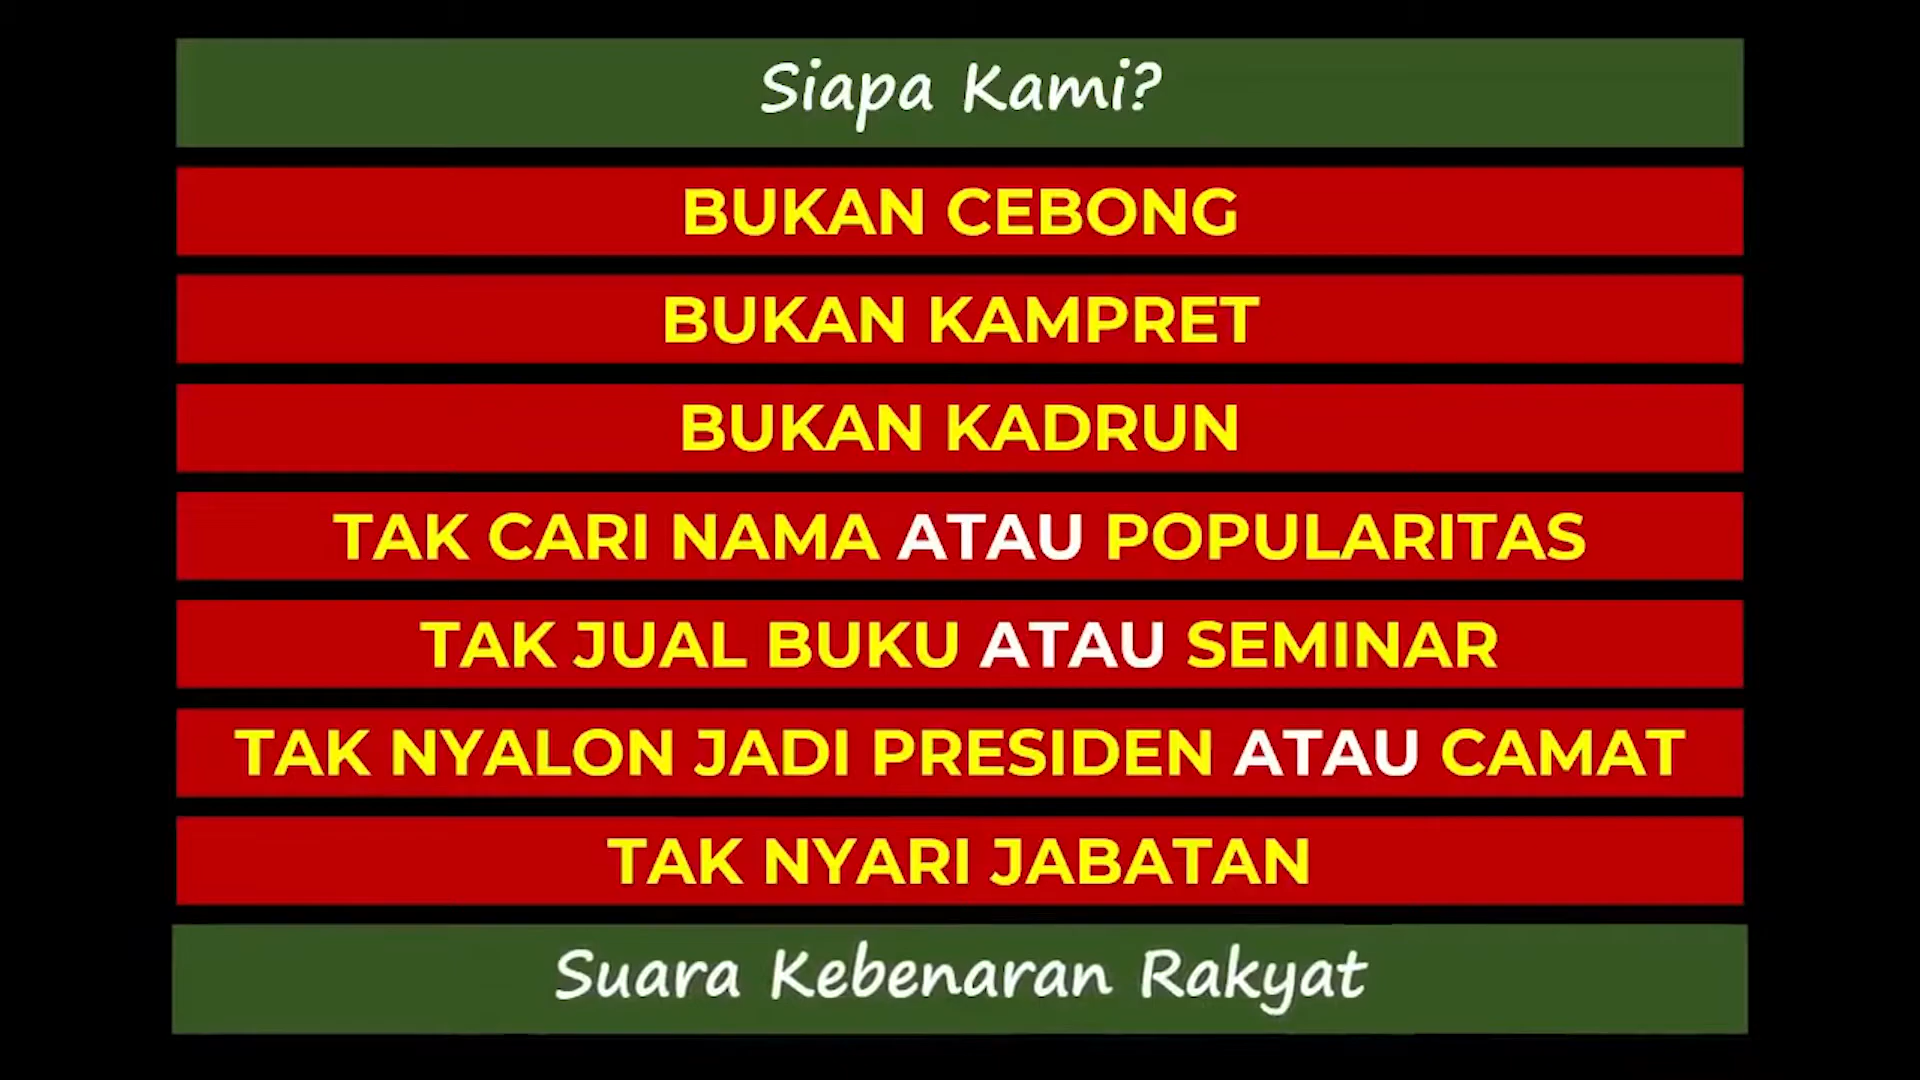 Siapa Kami?
BUKAN CEBONG
BUKAN KAMPRET
BUKAN KADRUN
TAK CARI NAMA ATAU POPULARITAS
TAK JUAL BUKU ATAU SEMINAR
TAK NYALON JADI PRESIDEN ATAU CAMAT
TAK NYARI JABATAN
Suara Kebenaran Rakyat